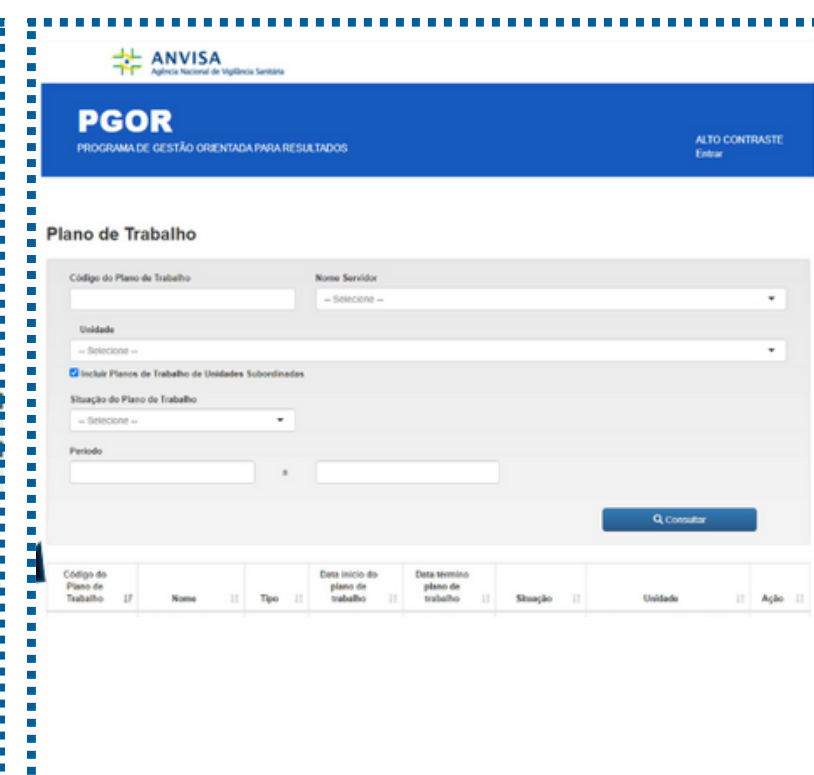 ANVISA
Agência Nacional de Vigilância Sanitária
PGOR
PROGRAMA DE GESTÃO ORIENTADA PARA RESULTADOS
ALTO CONTRASTE
Entrar
Plano de Trabalho
Código do Plano de Trabalho
Nome Servidor
-- Selecione --
Unidade
-- Selecione --
Incluir Planos de Trabalho de Unidades Subordinadas
Situação do Plano de Trabalho
-- Selecione --
Período
a
Consultar
Código do
Plano de
Trabalho
Nome
Tipo
Data início do
plano de
trabalho
Data término
plano de
trabalho
Situação
Unidade
Ação